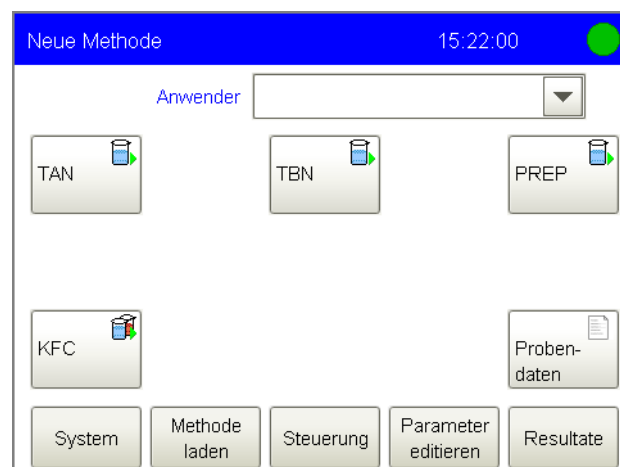 Neue Methode 15:22:00
Anwender
TAN TBN PREP
KFC Proben-
daten
System Methode
laden Steuerung Parameter
editieren Resultate